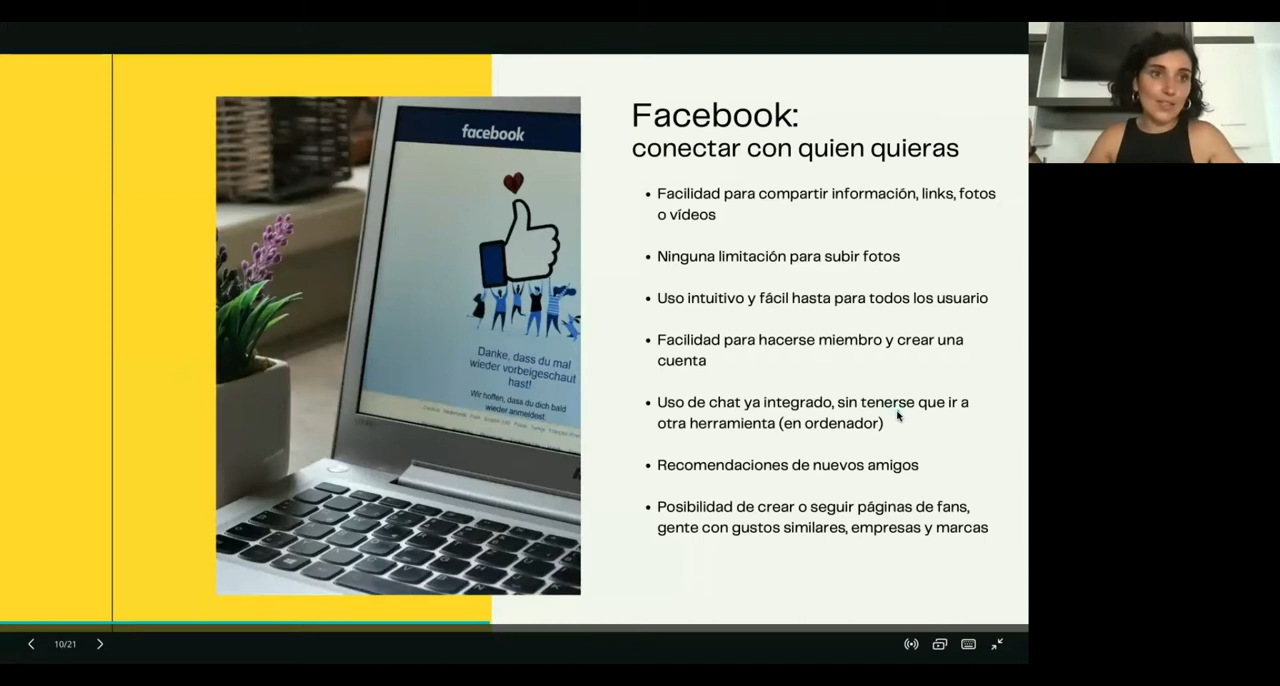 facebook
Danke, dass du mal
wieder vorbeigeschaut
hast!
Wir hoffen, dass du dich bald
wieder anmeldest.
Facebook:
conectar con quien quieras
• Facilidad para compartir información, links, fotos
o vídeos
• Ninguna limitación para subir fotos
• Uso intuitivo y fácil hasta para todos los usuario
• Facilidad para hacerse miembro y crear una
cuenta
• Uso de chat ya integrado, sin tenerse que ir a
otra herramienta (en ordenador)
• Recomendaciones de nuevos amigos
• Posibilidad de crear o seguir páginas de fans,
gente con gustos similares, empresas y marcas
10/21